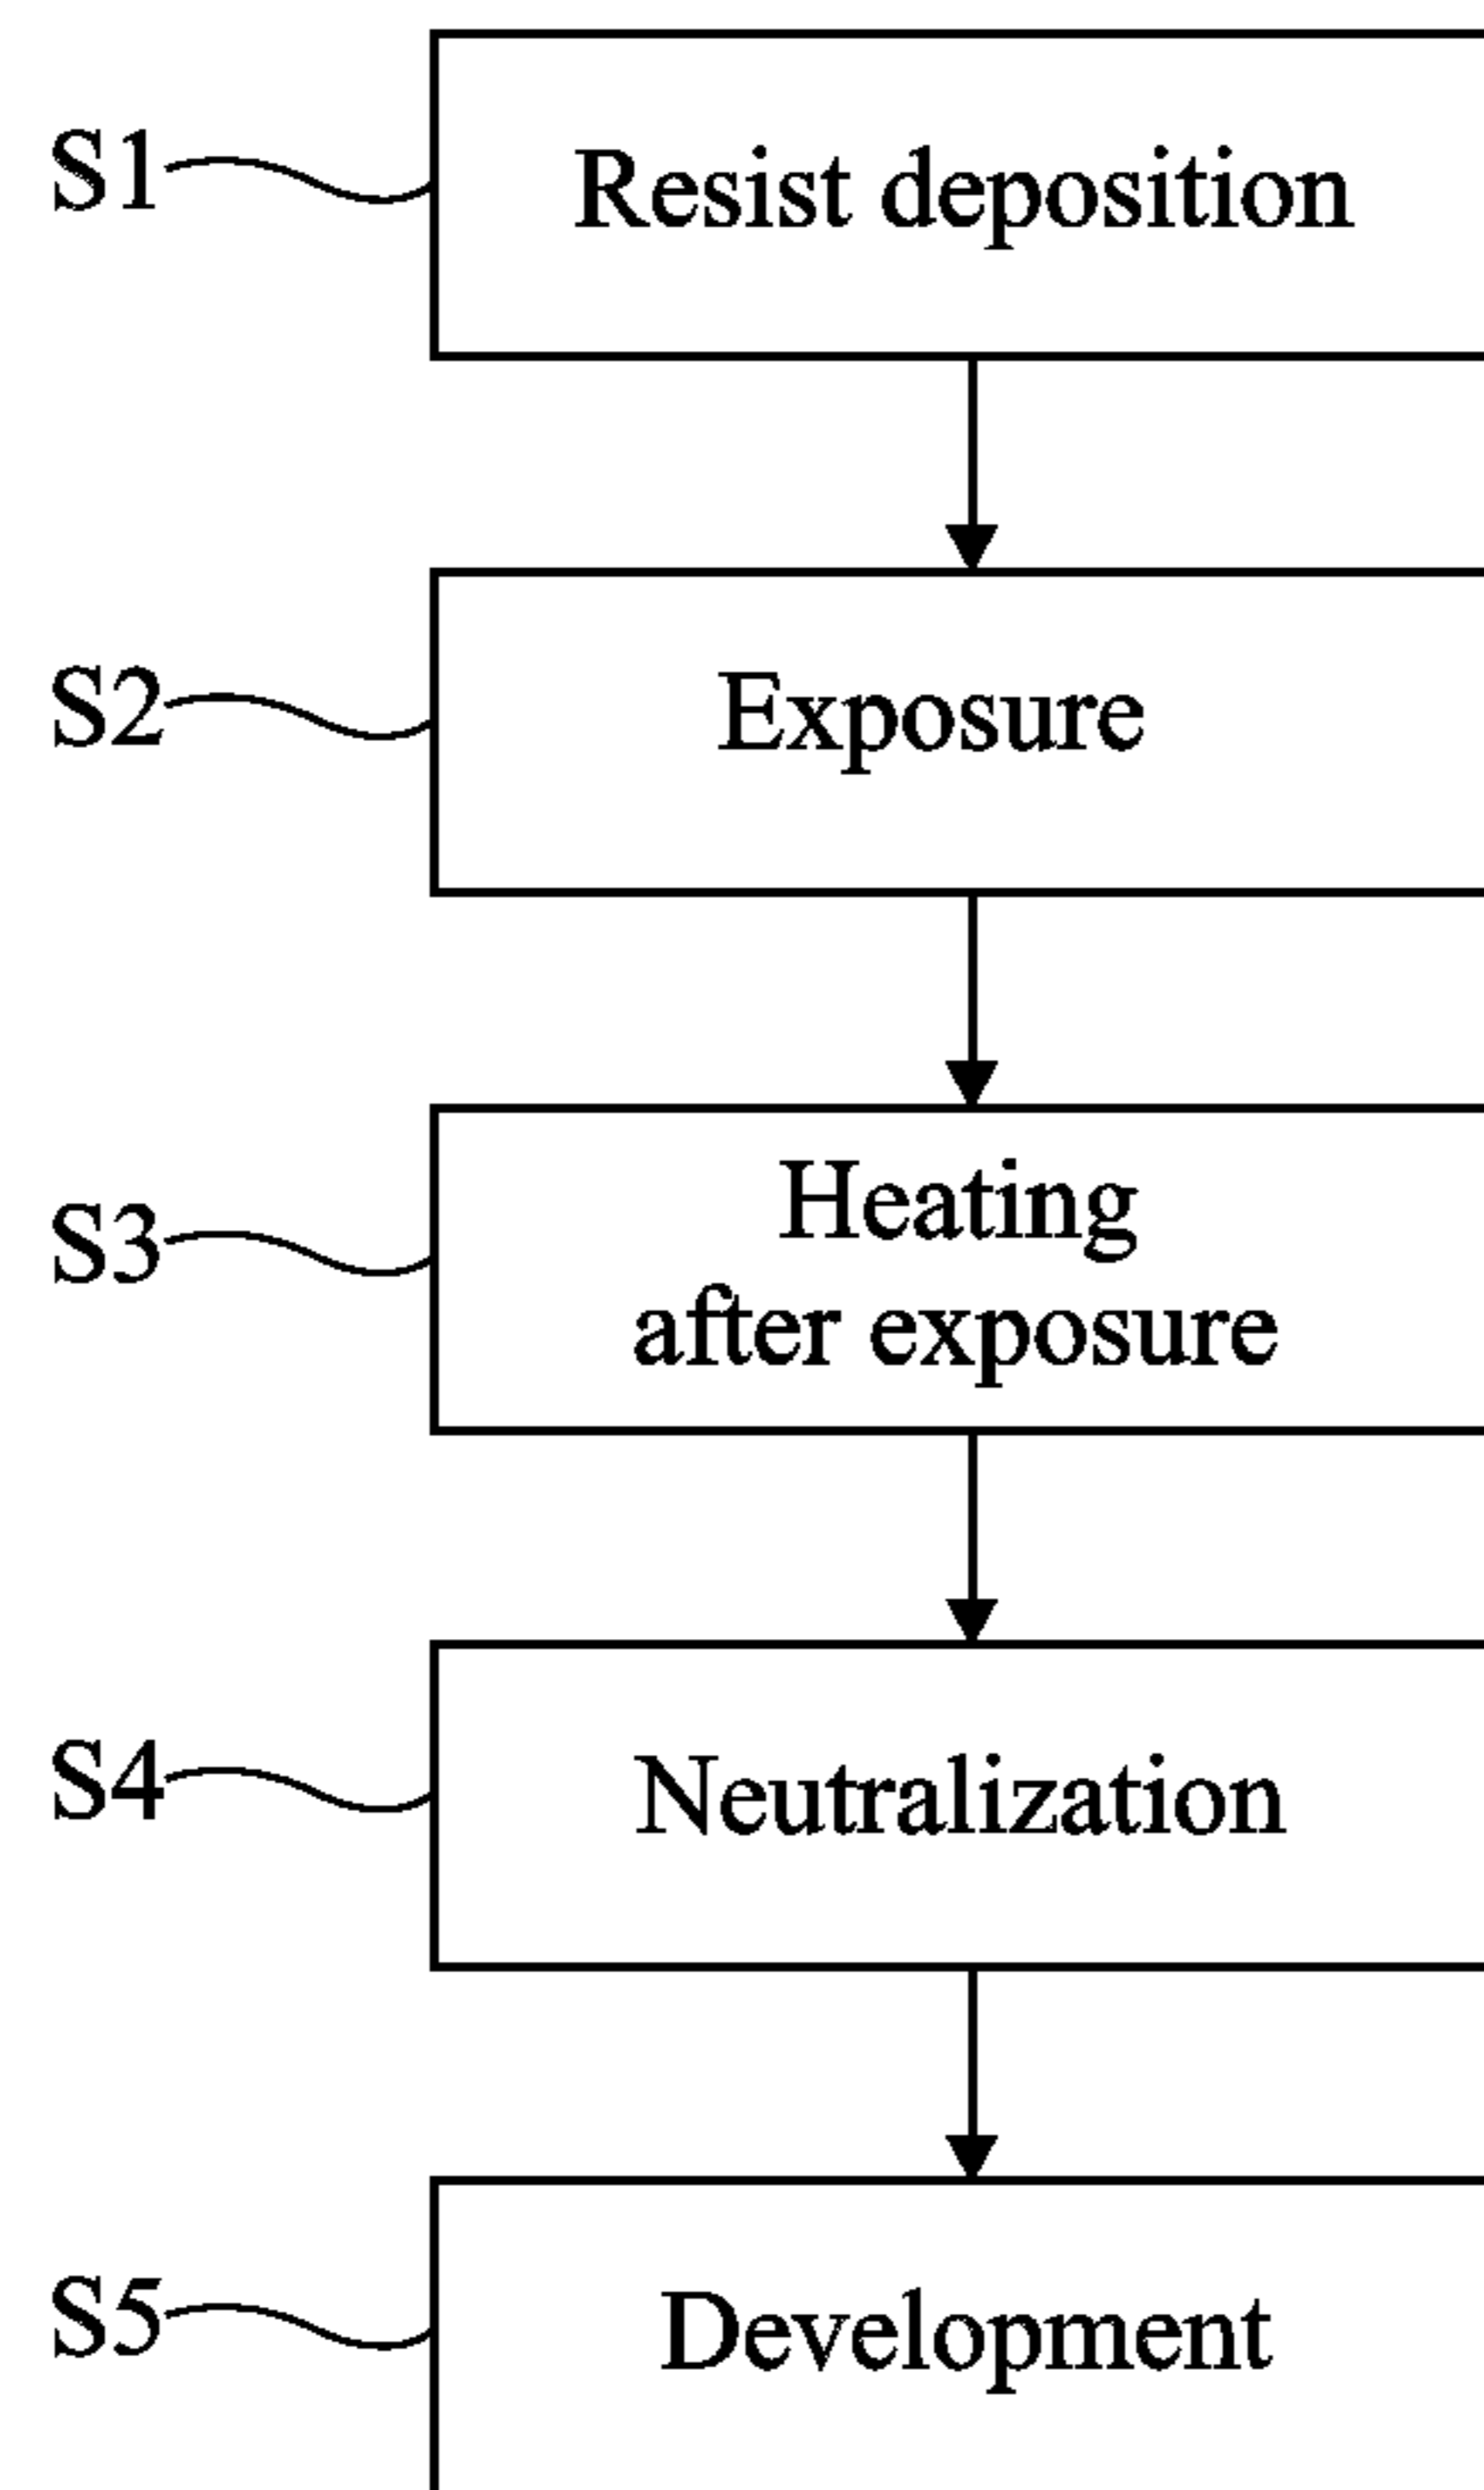 S1 Resist deposition
S2 Exposure
S3 Heating
after exposure
S4 Neutralization
S5 Development